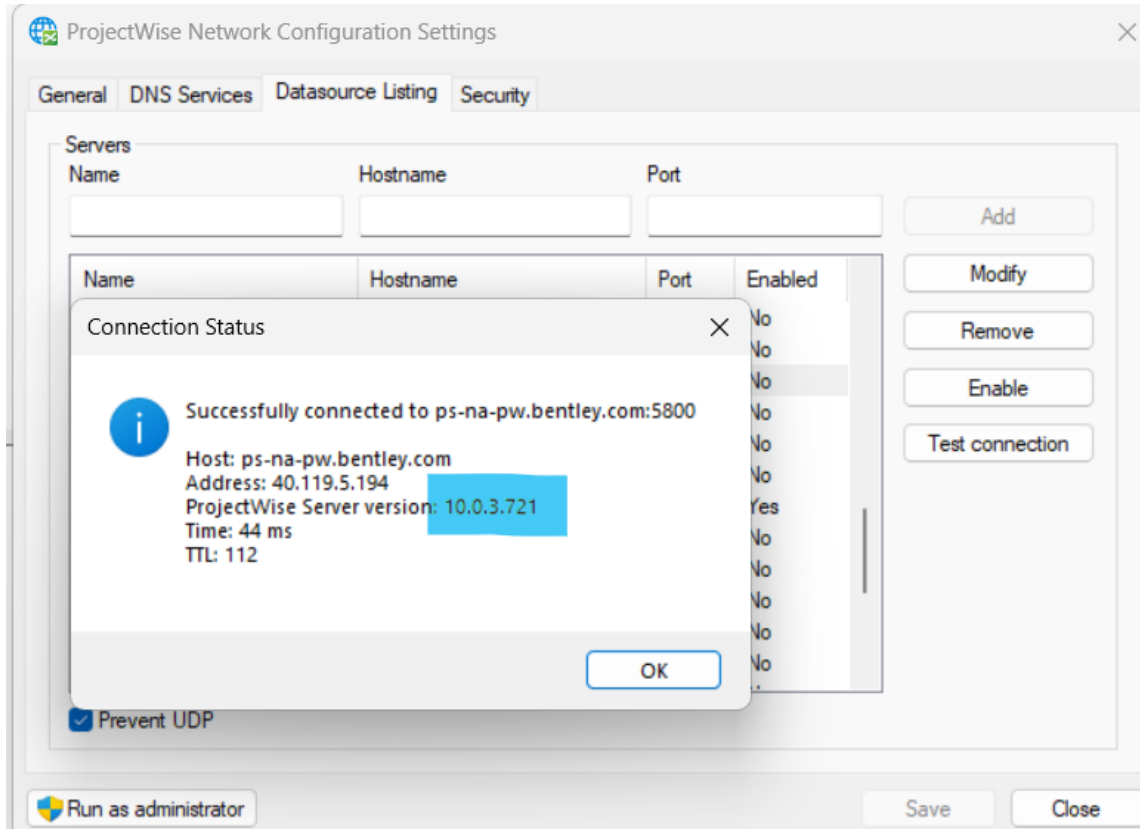 ProjectWise Network Configuration Settings
General DNS Services Datasource Listing Security
Servers
Name Hostname Port
Add
Name Hostname Port Enabled
Modify
Connection Status
No
Remove
No
No
Enable
Successfully connected to ps-na-pw.bentley.com:5800
No
No
Test connection
Host: ps-na-pw.bentley.com
No
Address: 40.119.5.194
ProjectWise Server version: 10.0.3.721
Yes
Time: 44 ms
No
TTL: 112
No
No
No
No
OK
Prevent UDP
Run as administrator
Save
Close